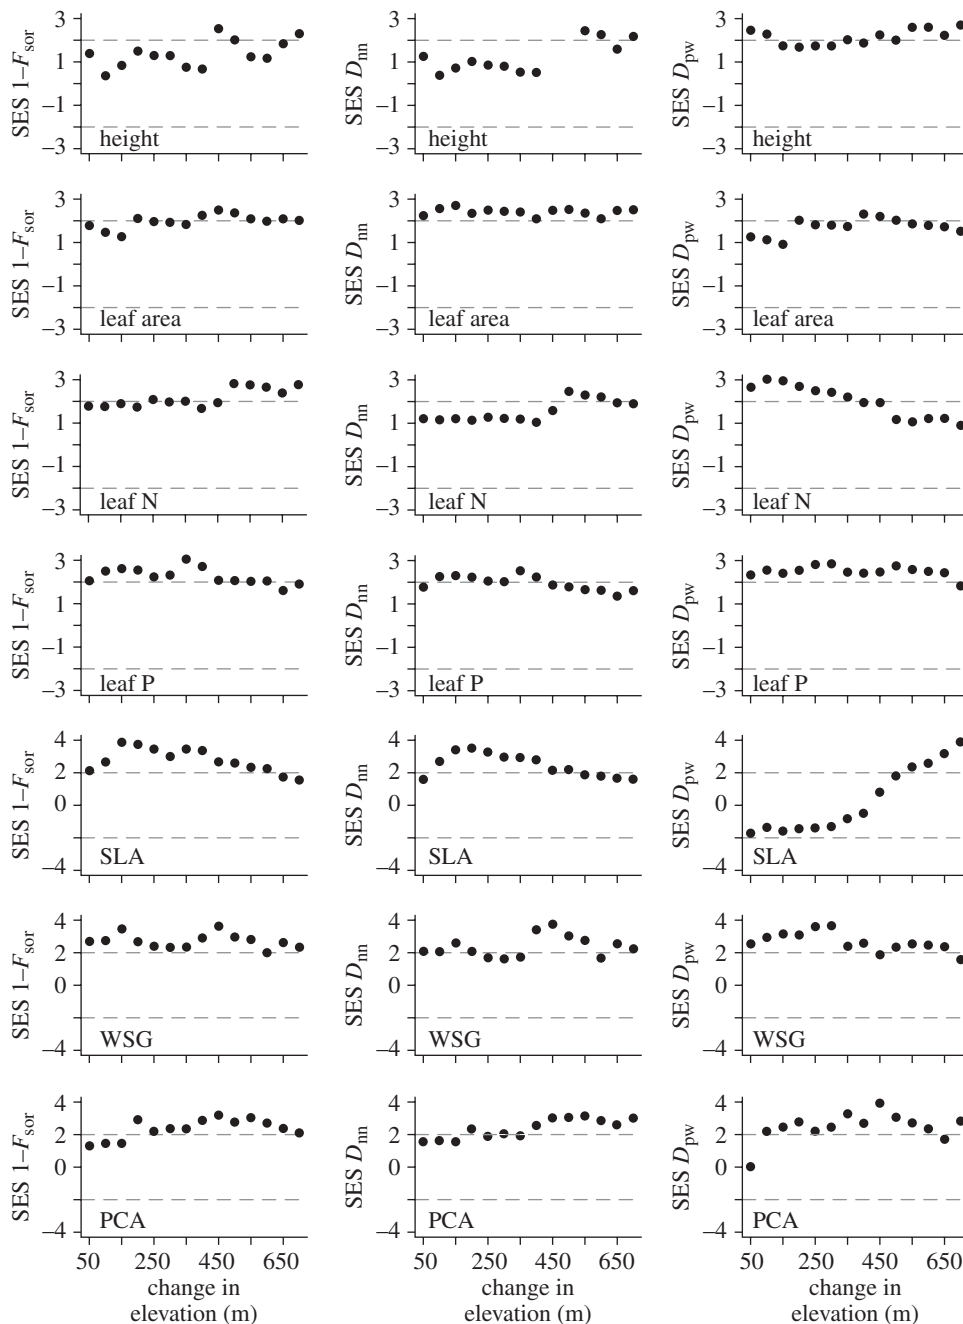 SES 1–Fsor
3
1
–1
–3
height
SES Dnn
3
1
–1
–3
height
SES Dpw
3
1
–1
–3
height
SES 1–Fsor
3
1
–1
–3
leaf area
SES Dnn
3
1
–1
–3
leaf area
SES Dpw
3
1
–1
–3
leaf area
SES 1–Fsor
3
1
–1
–3
leaf N
SES Dnn
3
1
–1
–3
leaf N
SES Dpw
3
1
–1
–3
leaf N
SES 1–Fsor
3
1
–1
–3
leaf P
SES Dnn
3
1
–1
–3
leaf P
SES Dpw
3
1
–1
–3
leaf P
SES 1–Fsor
4
2
0
–4
SLA
SES Dnn
4
2
0
–4
SLA
SES Dpw
4
2
0
–4
SLA
SES 1–Fsor
4
2
0
–4
WSG
SES Dnn
4
2
0
–4
WSG
SES Dpw
4
2
0
–4
WSG
SES 1–Fsor
4
2
0
–4
PCA
50 250 450 650
change in
elevation (m)
SES Dnn
4
2
0
–4
PCA
50 250 450 650
change in
elevation (m)
SES Dpw
4
2
0
–4
PCA
50 250 450 650
change in
elevation (m)